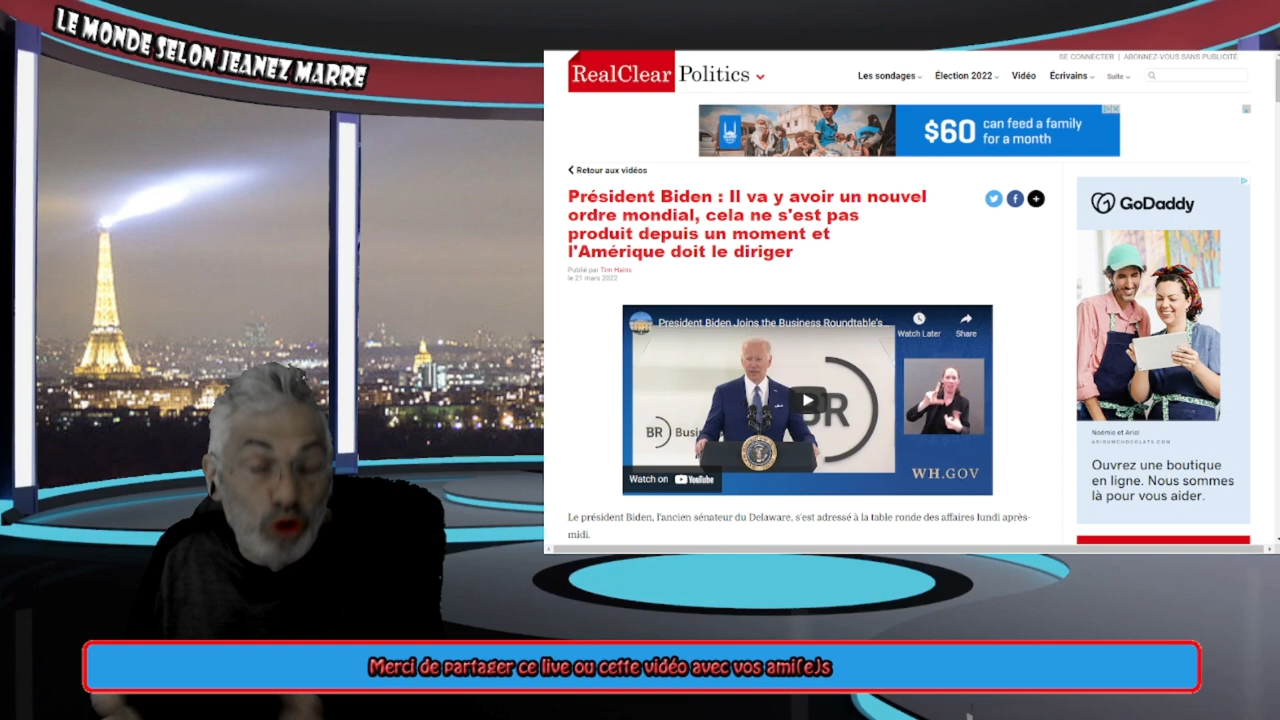 LE MONDE SELON JEANEZ MARRE
SE CONNECTER | ABONNEZ-VOUS SANS PUBLICITÉ
RealClear Politics
Les sondages
Élection 2022
Vidéo
Écrivains
Suite
$60 can feed a family
for a month
Retour aux vidéos
Président Biden : Il va y avoir un nouvel
ordre mondial, cela ne s'est pas
produit depuis un moment et
l'Amérique doit le diriger
Publié par Tim Hains
le 21 mars 2022
GoDaddy
President Biden Joins the Business Roundtable's...
Watch Later
Share
BR
BR) Busi
WH.GOV
Watch on YouTube
Noémie et Ariel
ARIGUMCHOCOLATS.COM
Ouvrez une boutique
en ligne. Nous sommes
là pour vous aider.
Le président Biden, l'ancien sénateur du Delaware, s'est adressé à la table ronde des affaires lundi après-
midi.
Merci de partager ce live ou cette vidéo avec vos ami(e)s